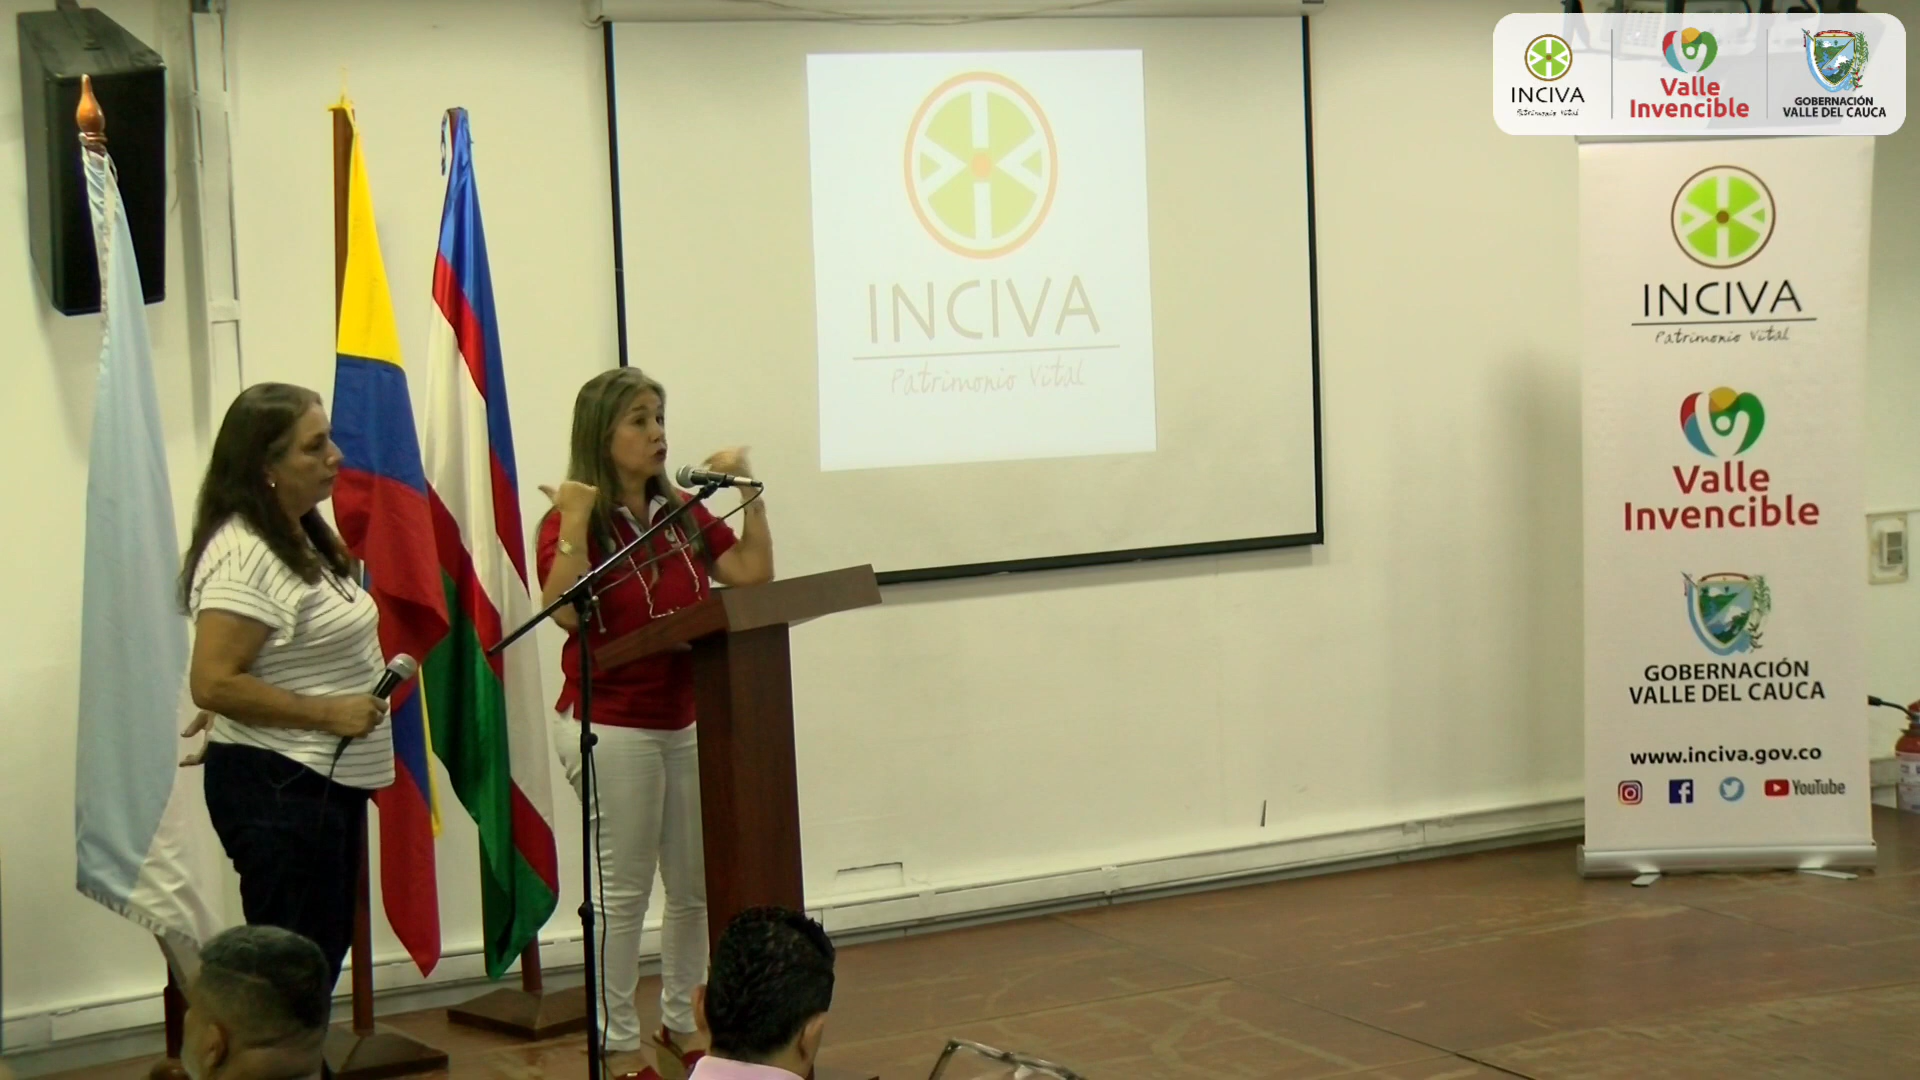 INCIVA
Patrimonio Vital
Valle
Invencible
GOBERNACIÓN
VALLE DEL CAUCA
INCIVA
Patrimonio Vital
INCIVA
Patrimonio Vital
Valle
Invencible
GOBERNACIÓN
VALLE DEL CAUCA
www.inciva.gov.co
YouTube